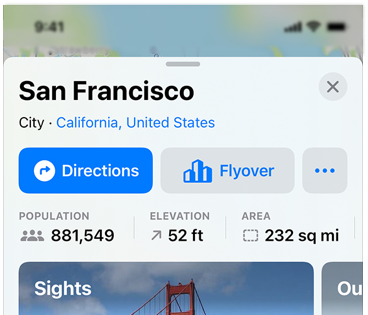 9:41
San Francisco
City · California, United States
Directions
Flyover
POPULATION ELEVATION AREA
881,549 52 ft 232 sq mi
Sights
Ou